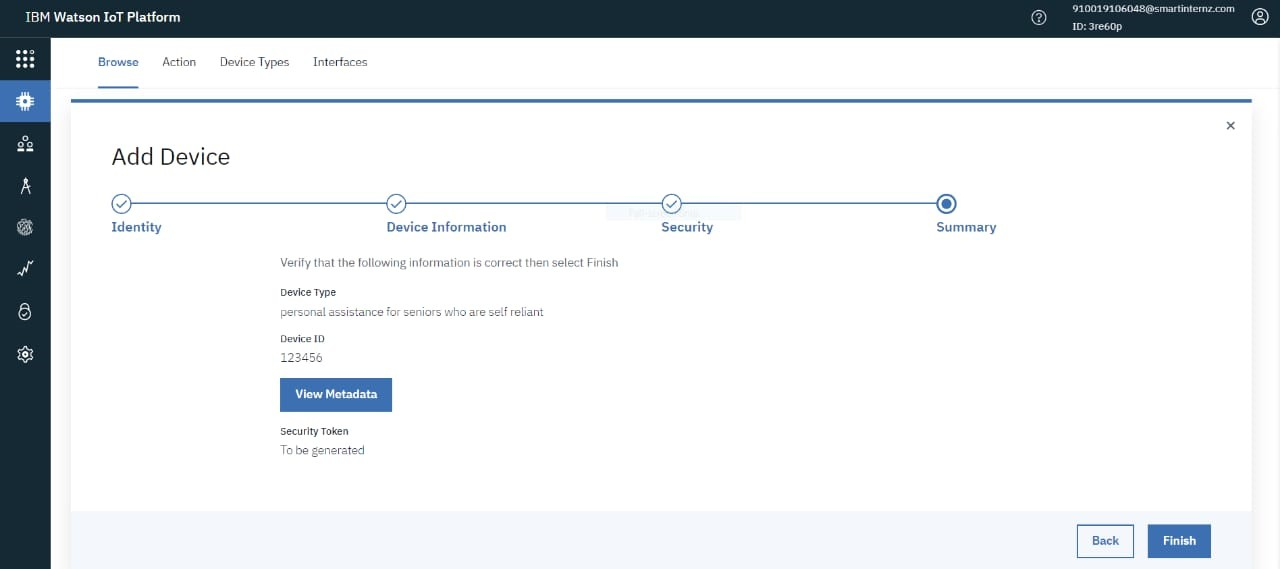 IBM Watson IoT Platform
910019106048@smartinternz.com
ID: 3re60p
Browse Action Device Types Interfaces
Add Device
Identity Device Information Security Summary
Verify that the following information is correct then select Finish
Device Type
personal assistance for seniors who are self reliant
Device ID
123456
View Metadata
Security Token
To be generated
Back Finish